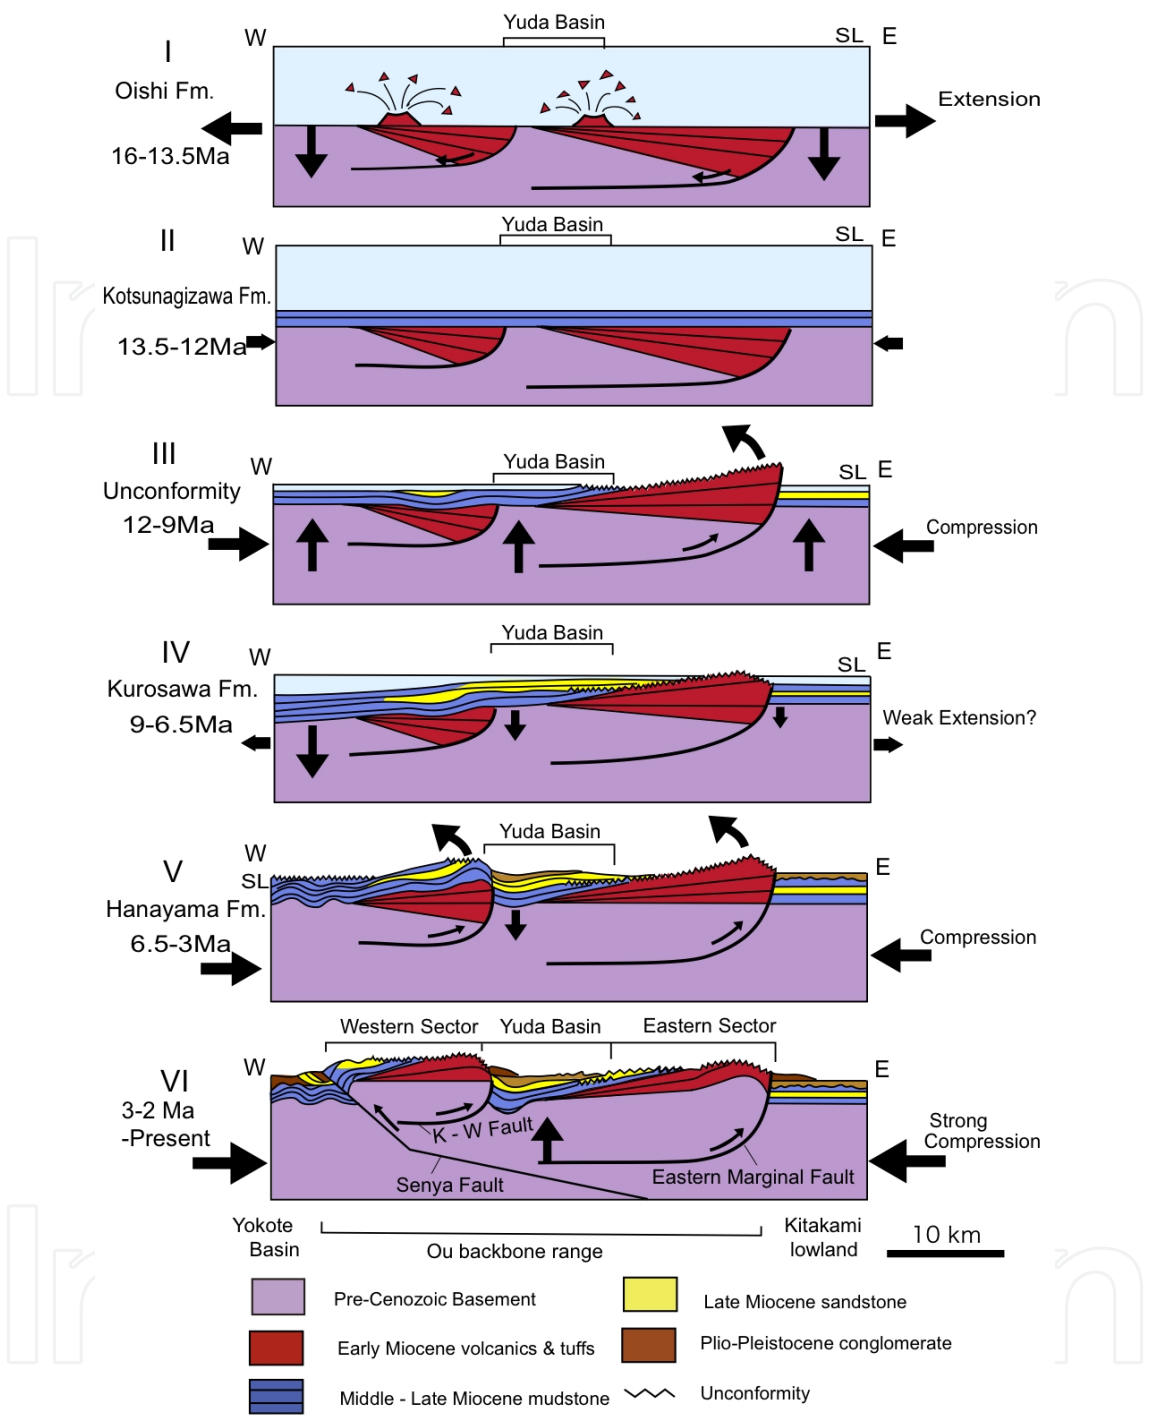 Yuda Basin
W
SL E
I
Oishi Fm.
Extension
16-13.5Ma
Yuda Basin
II
W
SL E
Kotsunagizawa Fm.
13.5-12Ma
III
W
Yuda Basin
SL E
Unconformity
12-9Ma
Compression
Yuda Basin
IV
W
SL E
Kurosawa Fm.
9-6.5Ma
Weak Extension?
Yuda Basin
W
V
SL
E
Hanayama Fm.
6.5-3Ma
Compression
Western Sector
Yuda Basin
Eastern Sector
W
E
VI
3-2 Ma
-Present
Strong
Compression
K - W Fault
Senya Fault
Eastern Marginal Fault
Yokote
Basin
Ou backbone range
Kitakami
lowland
10 km
Pre-Cenozoic Basement
Late Miocene sandstone
Early Miocene volcanics & tuffs
Plio-Pleistocene conglomerate
Middle - Late Miocene mudstone
Unconformity